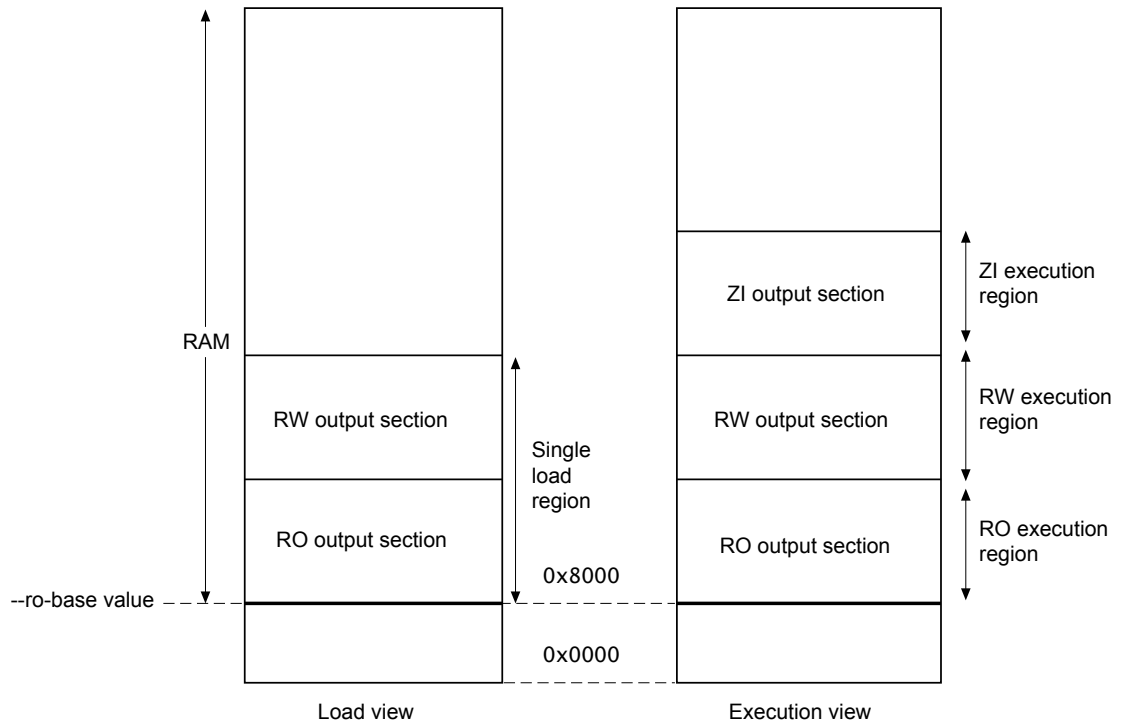 ZI execution
region
ZI output section
RAM
RW output section
RW output section
RW execution
region
Single
load
region
RO output section
RO output section
RO execution
region
0x8000
--ro-base value
0x0000
Load view
Execution view